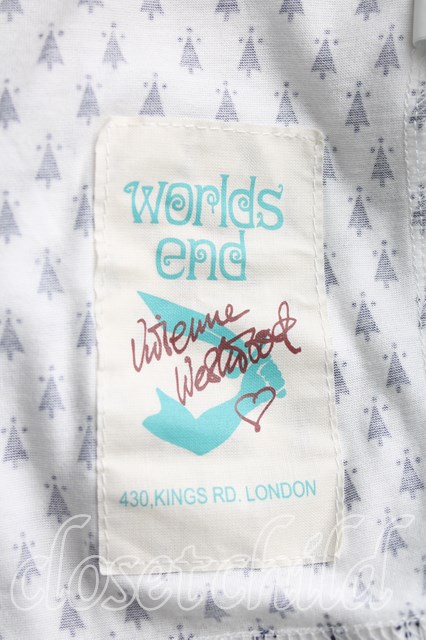 worlds
end
Vivienne
Westwood
430,KINGS RD. LONDON
closetchild